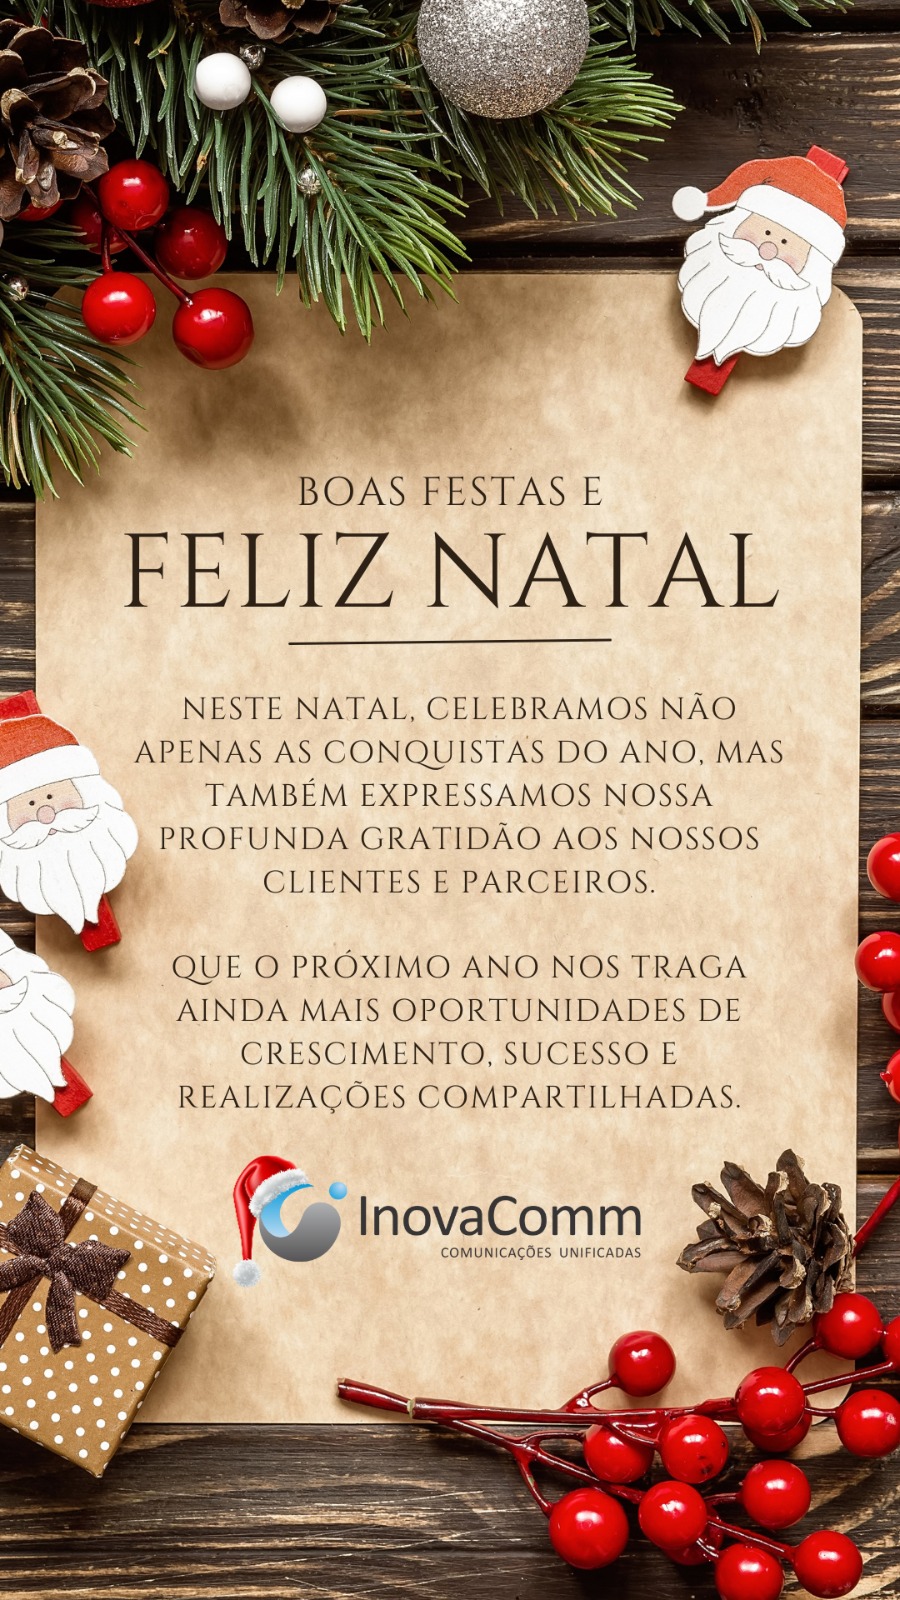 BOAS FESTAS E
FELIZ NATAL
NESTE NATAL, CELEBRAMOS NÃO
APENAS AS CONQUISTAS DO ANO, MAS
TAMBÉM EXPRESSAMOS NOSSA
PROFUNDA GRATIDÃO AOS NOSSOS
CLIENTES E PARCEIROS.
QUE O PRÓXIMO ANO NOS TRAGA
AINDA MAIS OPORTUNIDADES DE
CRESCIMENTO, SUCESSO E
REALIZAÇÕES COMPARTILHADAS.
InovaComm
COMUNICAÇÕES UNIFICADAS